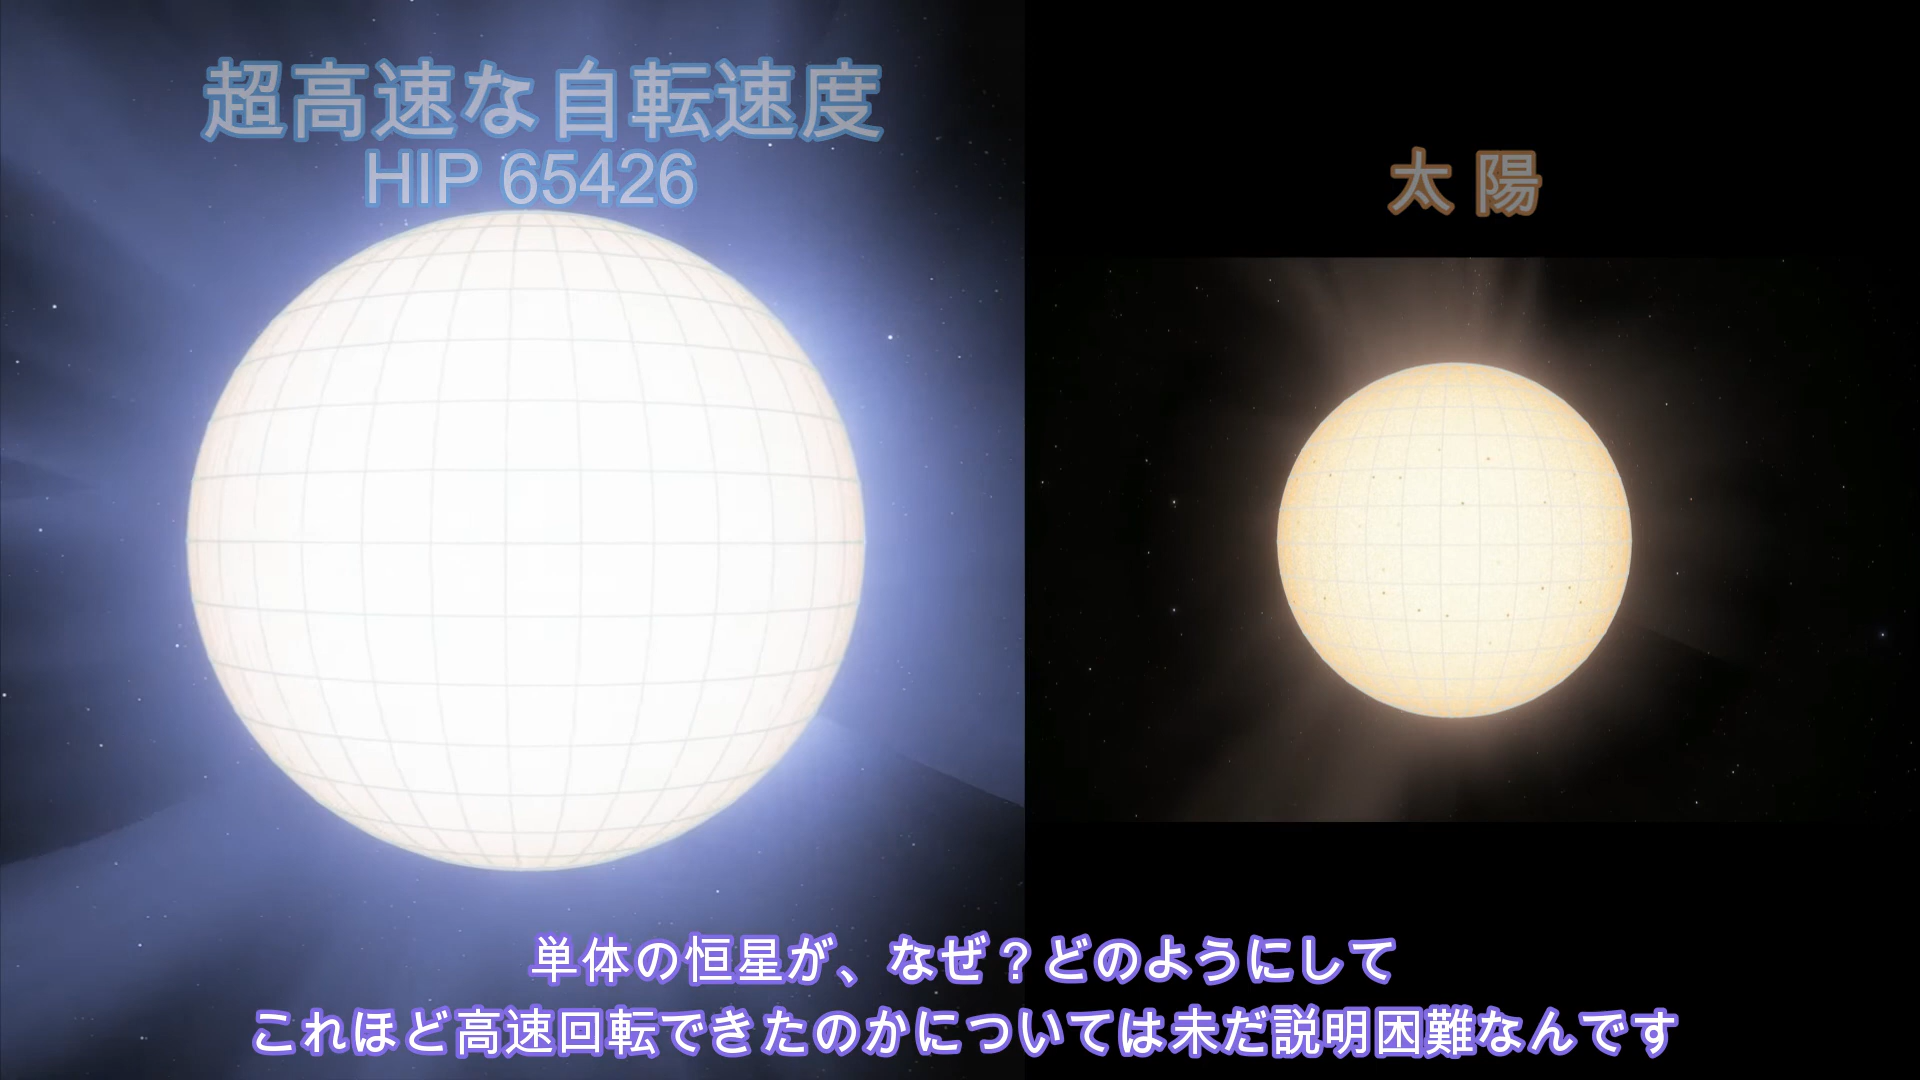 超高速な自転速度
HIP 65426
太陽
単体の恒星が、なぜ？どのようにして
これほど高速回転できたのかについては未だ説明困難なんです